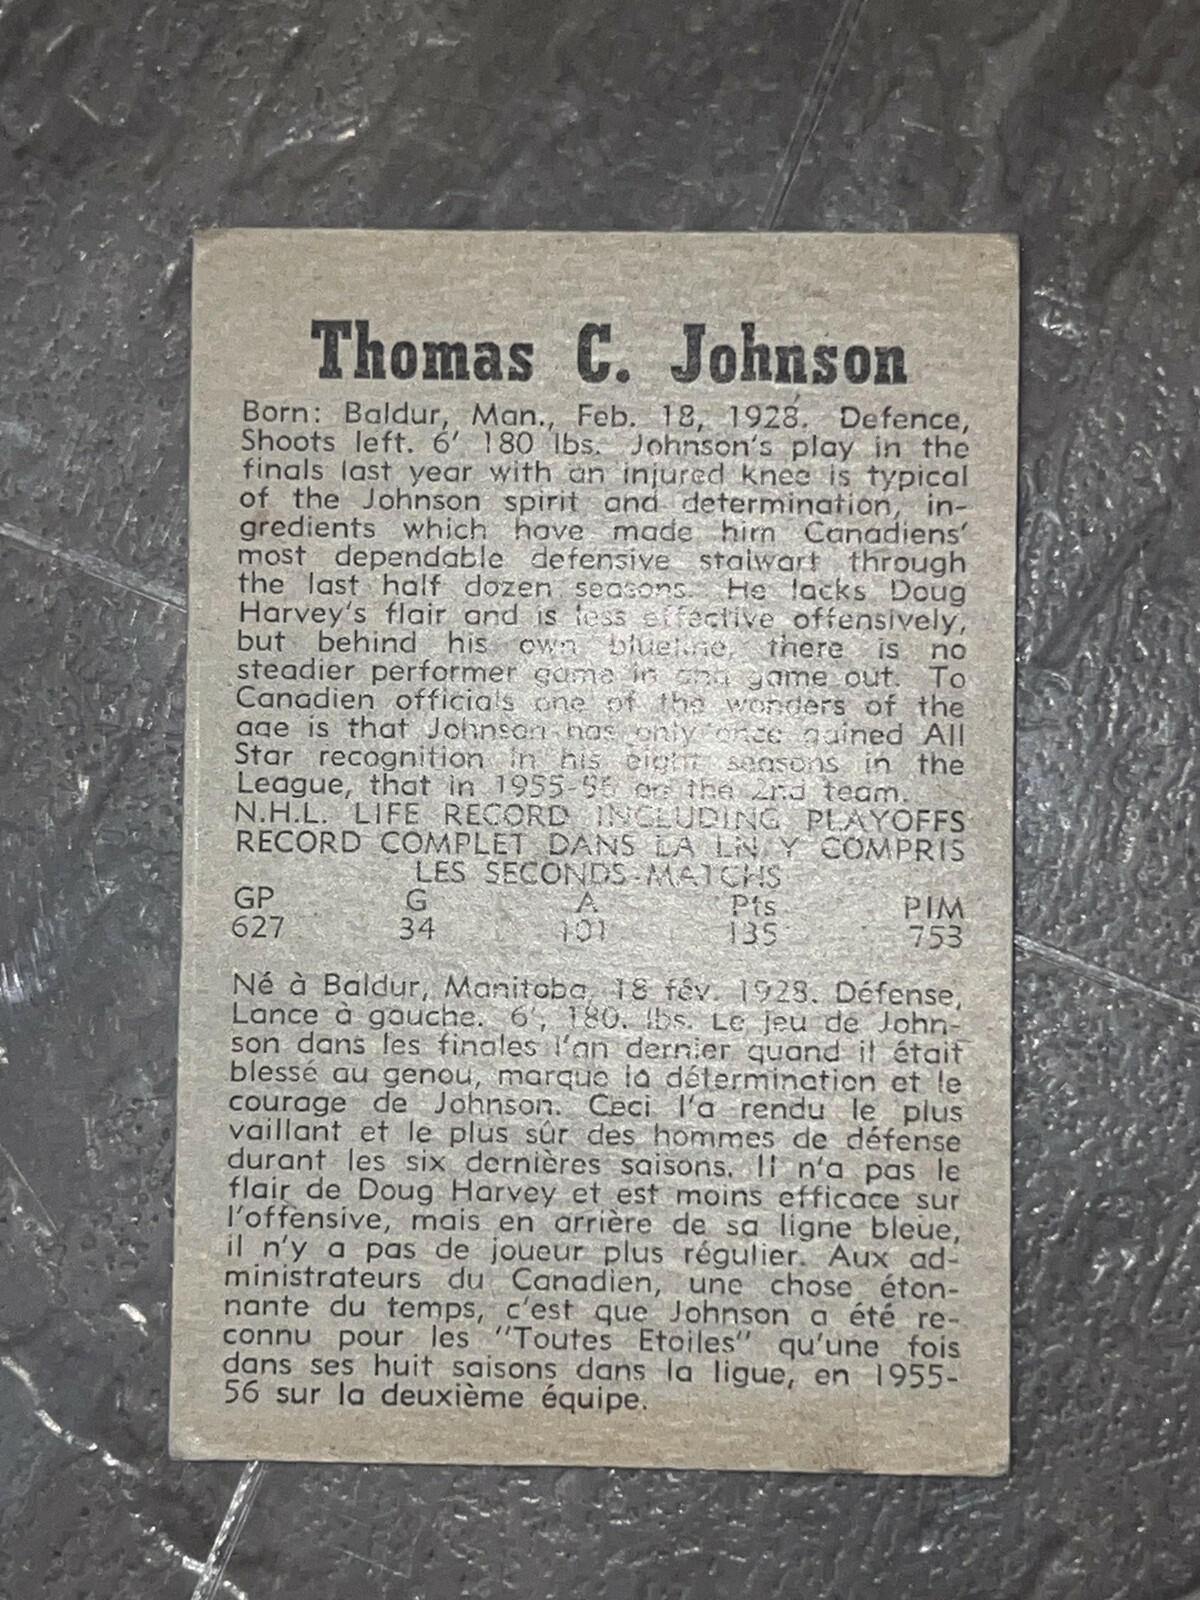 Thomas C. Johnson
Born: Baldur, Man., Feb. 18, 1928. Defence,
Shoots left. 6' 180 lbs. Johnson's play in the
finals last year with an injured knee is typical
of the Johnson spirit and determination, in-
gredients which have made him Canadiens'
most dependable defensive stalwart through
the last half dozen seasons. He lacks Doug
Harvey's flair and is less effective offensively,
but behind his own blueline, there is no
steadier performer game in and game out. To
Canadien officials one of the wonders of the
age is that Johnson has only once gained All
Star recognition in his eight seasons in the
League, that in 1955-56 on the 2nd team.
N.H.L. LIFE RECORD INCLUDING PLAYOFFS
RECORD COMPLET DANS LA LN Y COMPRIS
LES SECONDS-MATCHS
GP G A Pts PIM
627 34 101 135 753
Né à Baldur, Manitoba, 18 fév. 1928. Défense,
Lance à gauche. 6', 180. lbs. Le jeu de John-
son dans les finales l'an dernier quand il était
blessé au genou, marque la détermination et le
courage de Johnson. Ceci l'a rendu le plus
vaillant et le plus sûr des hommes de défense
durant les six dernières saisons. Il n'a pas le
flair de Doug Harvey et est moins efficace sur
l'offensive, mais en arrière de sa ligne bleue,
il n'y a pas de joueur plus régulier. Aux ad-
ministrateurs du Canadien, une chose éton-
nante du temps, c'est que Johnson a été re-
connu pour les "Toutes Etoiles" qu'une fois
dans ses huit saisons dans la ligue, en 1955-
56 sur la deuxième équipe.